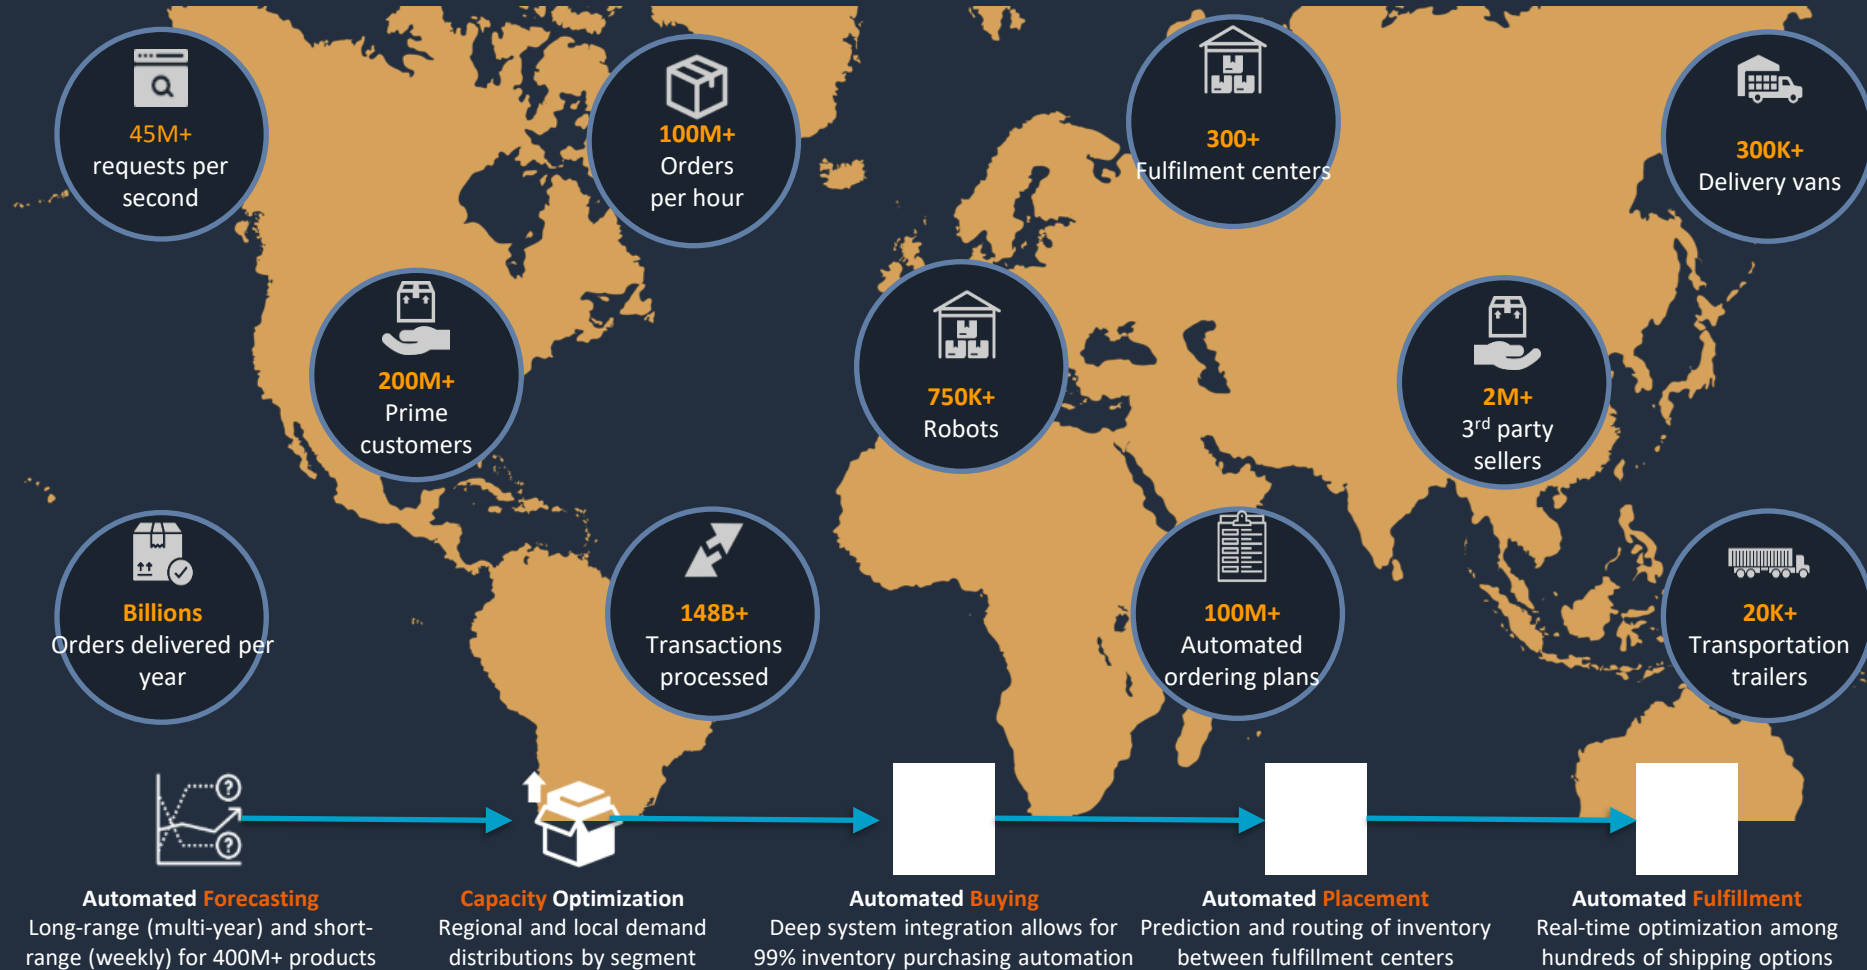 45M+
requests per
second
100M+
Orders
per hour
300+
Fulfilment centers
300K+
Delivery vans
200M+
Prime
customers
750K+
Robots
2M+
3rd party
sellers
Billions
Orders delivered per
year
148B+
Transactions
processed
100M+
Automated
ordering plans
20K+
Transportation
trailers
? 
?
Automated Forecasting
Long-range (multi-year) and short-
range (weekly) for 400M+ products
Capacity Optimization
Regional and local demand
distributions by segment
Automated Buying
Deep system integration allows for
99% inventory purchasing automation
Automated Placement
Prediction and routing of inventory
between fulfillment centers
Automated Fulfillment
Real-time optimization among
hundreds of shipping options